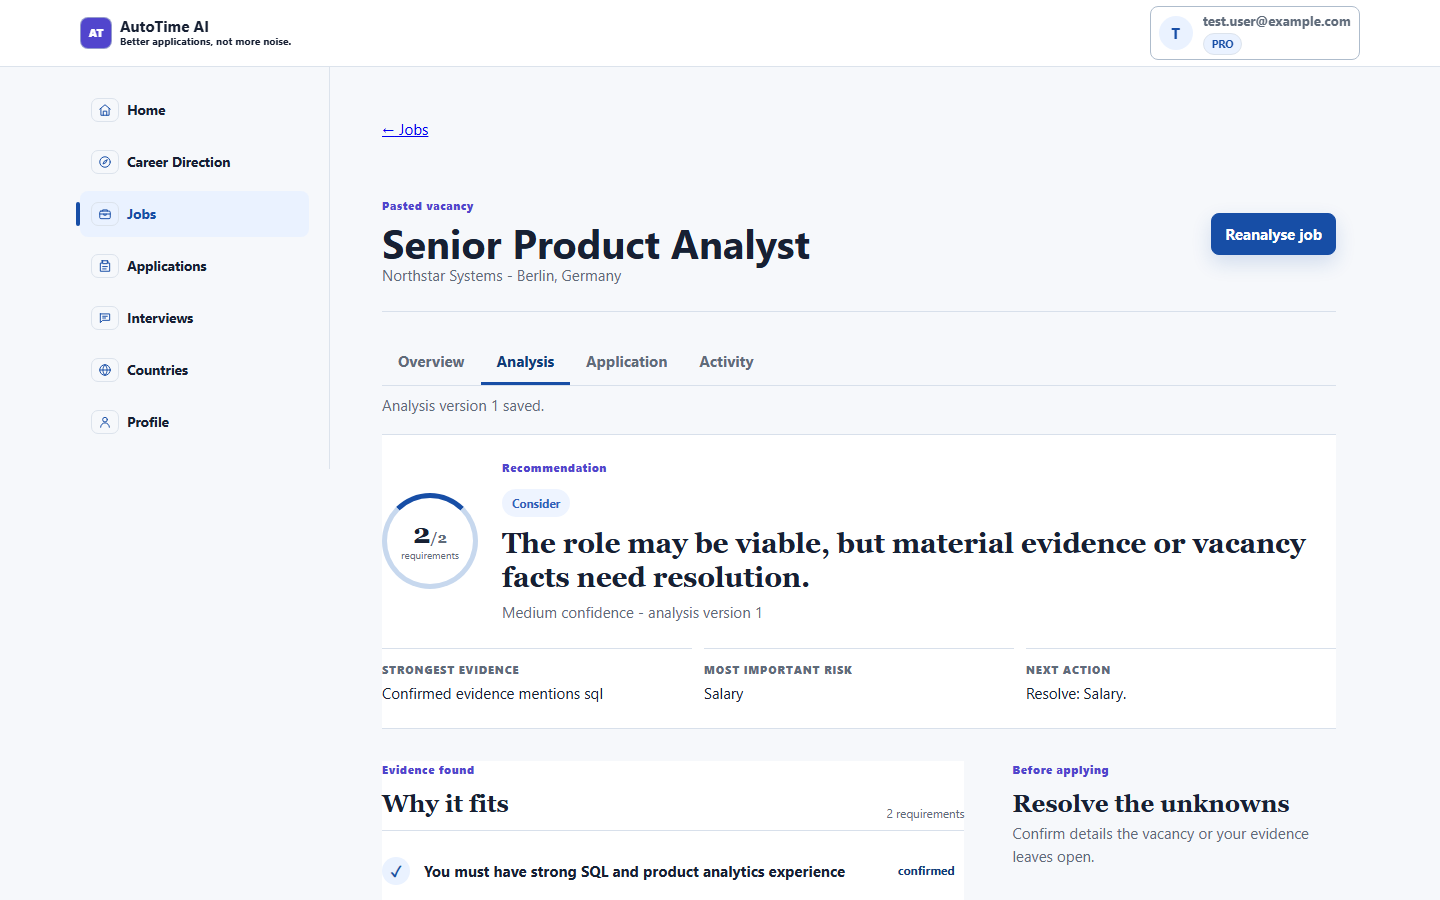 AT
AutoTime AI
Better applications, not more noise.
T
test.user@example.com
PRO
Home
Career Direction
Jobs
Applications
Interviews
Countries
Profile
← Jobs
Pasted vacancy
Senior Product Analyst
Northstar Systems - Berlin, Germany
Reanalyse job
Overview
Analysis
Application
Activity
Analysis version 1 saved.
2/2
requirements
Recommendation
Consider
The role may be viable, but material evidence or vacancy
facts need resolution.
Medium confidence - analysis version 1
STRONGEST EVIDENCE
Confirmed evidence mentions sql
MOST IMPORTANT RISK
Salary
NEXT ACTION
Resolve: Salary.
Evidence found
Why it fits
2 requirements
You must have strong SQL and product analytics experience
confirmed
Before applying
Resolve the unknowns
Confirm details the vacancy or your evidence
leaves open.